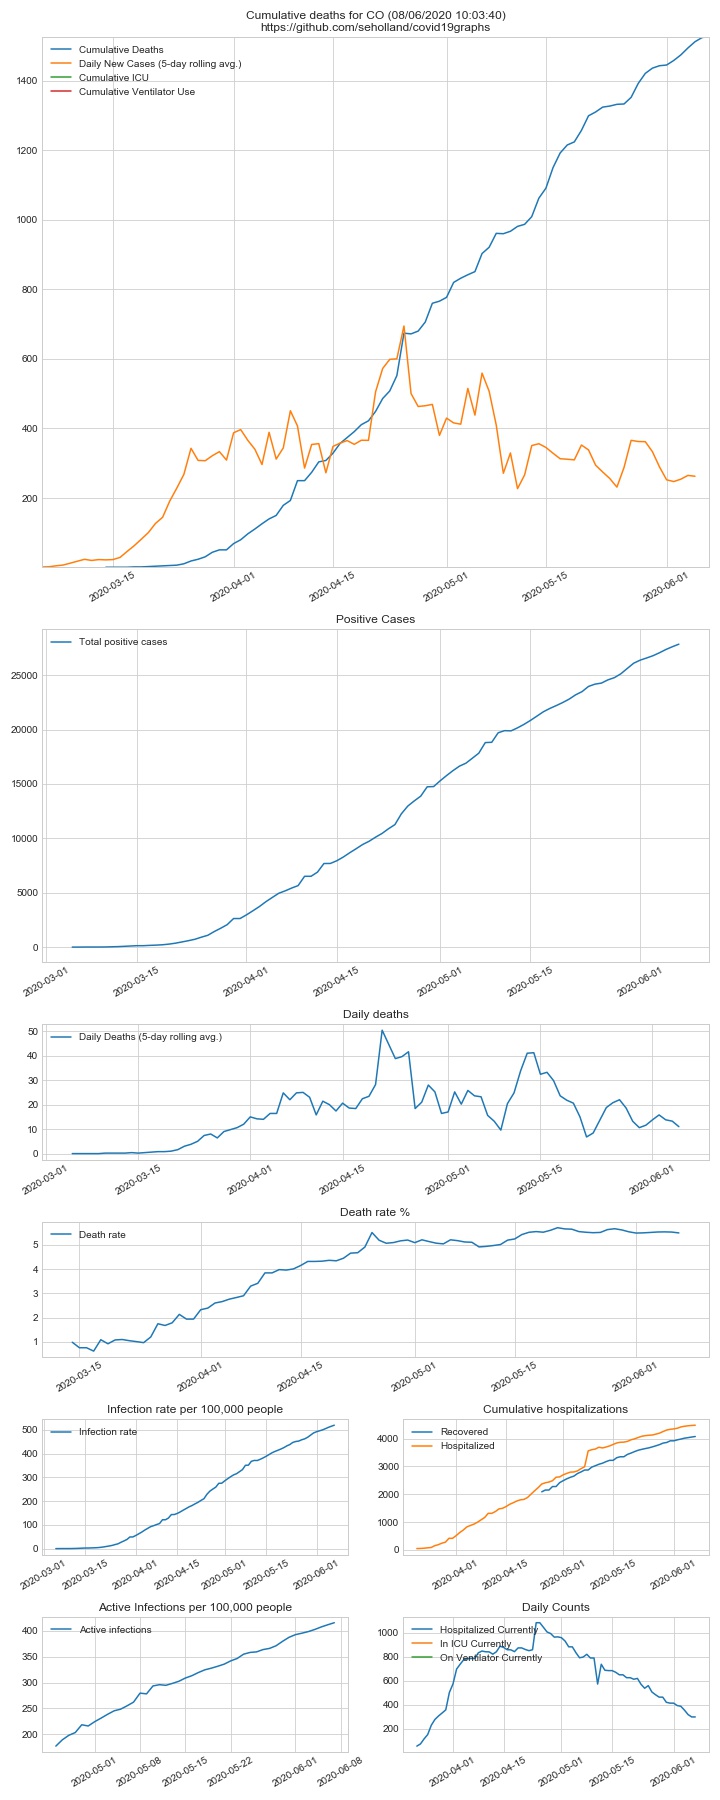 Cumulative deaths for CO (08/06/2020 10:03:40)
https://github.com/seholland/covid19graphs
Cumulative Deaths
Daily New Cases (5-day rolling avg.)
Cumulative ICU
Cumulative Ventilator Use
1400
1200
1000
800
600
400
200
2020-03-15 2020-04-01 2020-04-15 2020-05-01 2020-05-15 2020-06-01
Positive Cases
Total positive cases
25000
20000
15000
10000
5000
0
2020-03-01 2020-03-15 2020-04-01 2020-04-15 2020-05-01 2020-05-15 2020-06-01
Daily deaths
Daily Deaths (5-day rolling avg.)
50
40
30
20
10
0
2020-03-01 2020-03-15 2020-04-01 2020-04-15 2020-05-01 2020-05-15 2020-06-01
Death rate %
Death rate
5
4
3
2
1
2020-03-15 2020-04-01 2020-04-15 2020-05-01 2020-05-15 2020-06-01
Infection rate per 100,000 people
Infection rate
500
400
300
200
100
0
2020-03-01 2020-03-15 2020-04-01 2020-04-15 2020-05-01 2020-05-15 2020-06-01
Cumulative hospitalizations
Recovered
Hospitalized
4000
3000
2000
1000
0
2020-04-01 2020-04-15 2020-05-01 2020-05-15 2020-06-01
Active Infections per 100,000 people
Active infections
400
350
300
250
200
2020-05-01 2020-05-08 2020-05-15 2020-05-22 2020-06-01 2020-06-08
Daily Counts
Hospitalized Currently
In ICU Currently
On Ventilator Currently
1000
800
600
400
200
2020-04-01 2020-04-15 2020-05-01 2020-05-15 2020-06-01